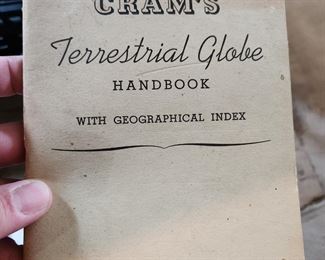 CRAM'S
Terrestrial Globe
HANDBOOK
WITH GEOGRAPHICAL INDEX